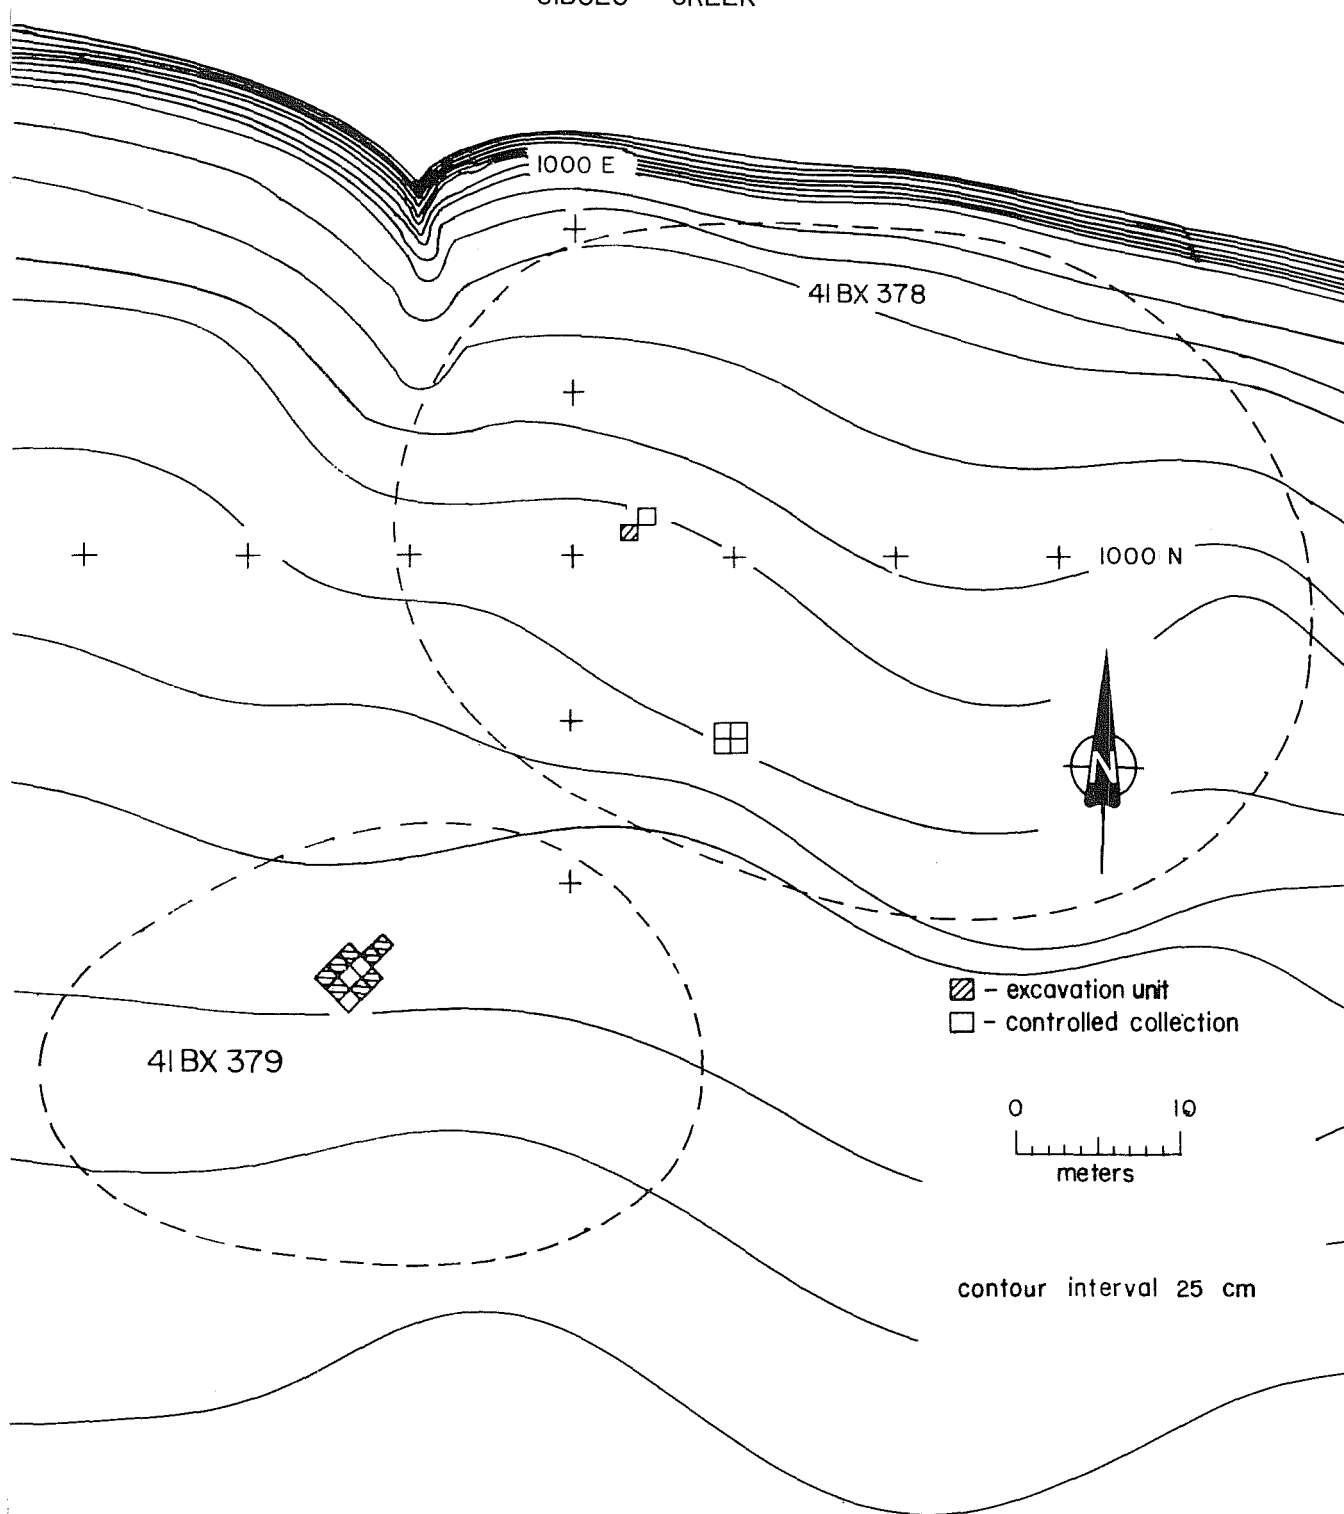 1000 E
41 BX 378
1000 N
N
- excavation unit
- controlled collection
41 BX 379
0 10
meters
contour interval 25 cm